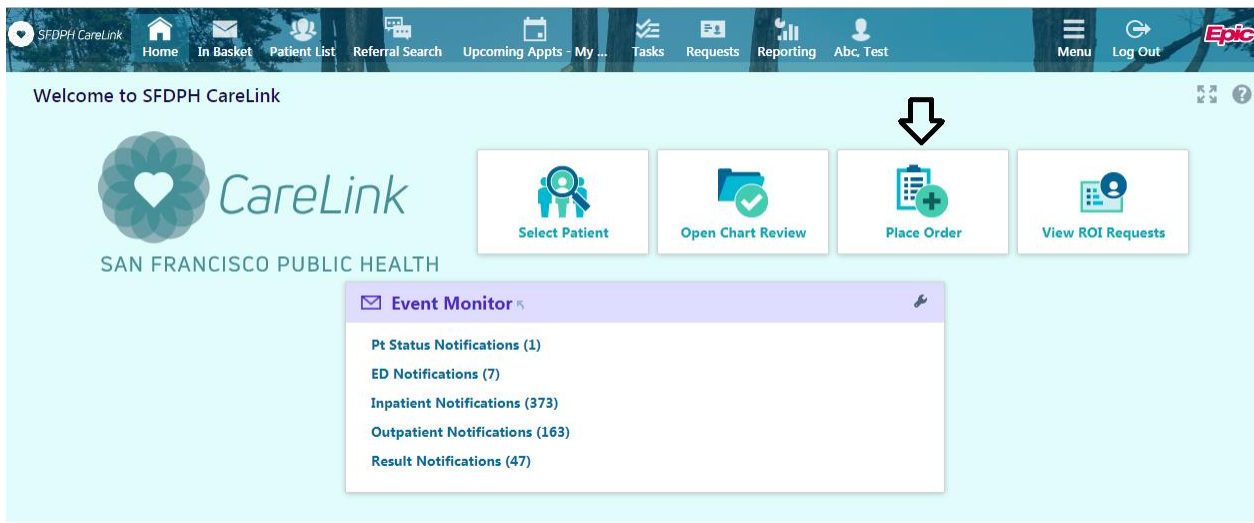 SFDPH CareLink
Home
In Basket
Patient List
Referral Search
Upcoming Appts - My ...
Tasks
Requests
Reporting
Abc, Test
Menu
Log Out
Epic
Welcome to SFDPH CareLink
?
CareLink
SAN FRANCISCO PUBLIC HEALTH
Select Patient
Open Chart Review
Place Order
View ROI Requests
Event Monitor
Pt Status Notifications (1)
ED Notifications (7)
Inpatient Notifications (373)
Outpatient Notifications (163)
Result Notifications (47)